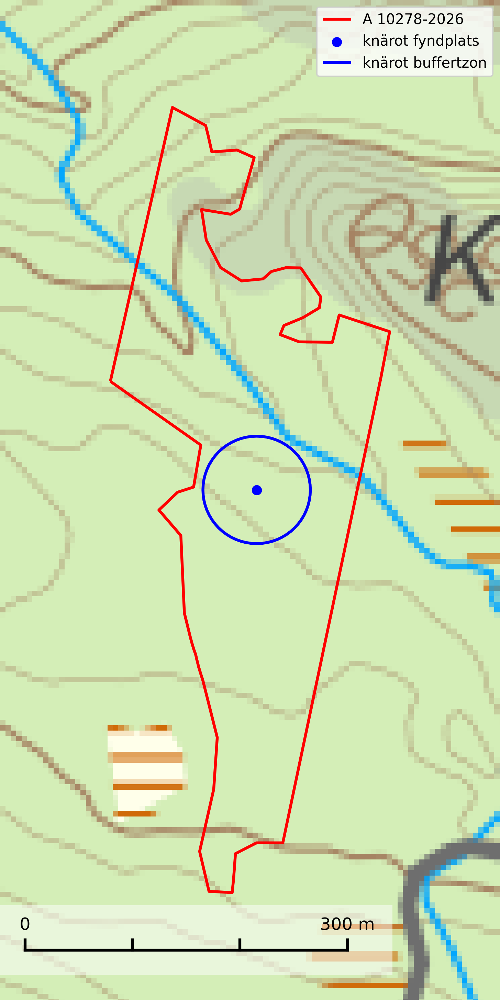 A 10278-2026
knärot fyndplats
knärot buffertzon
K
0 300 m